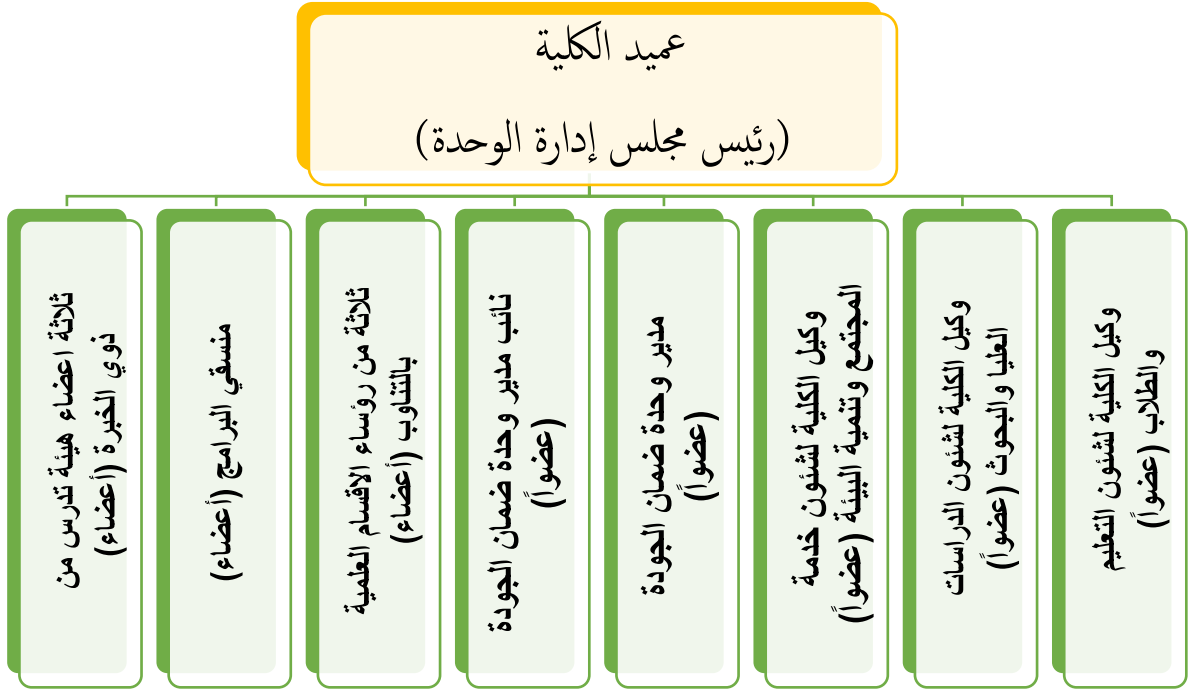 عميد الكلية
(رئيس مجلس إدارة الوحدة)
وكيل الكلية لشئون التعليم
والطلاب (عضواً)
وكيل الكلية لشئون الدراسات
العليا والبحوث (عضواً)
وكيل الكلية لشئون خدمة
المجتمع وتنمية البيئة (عضواً)
مدير وحدة ضمان الجودة
(عضواً)
نائب مدير وحدة ضمان الجودة
(عضواً)
ثلاثة من رؤساء الاقسام العلمية
بالتناوب (أعضاء)
منسقي البرامج (أعضاء)
ثلاثة اعضاء هيئة تدرس من
ذوي الخبرة (أعضاء)